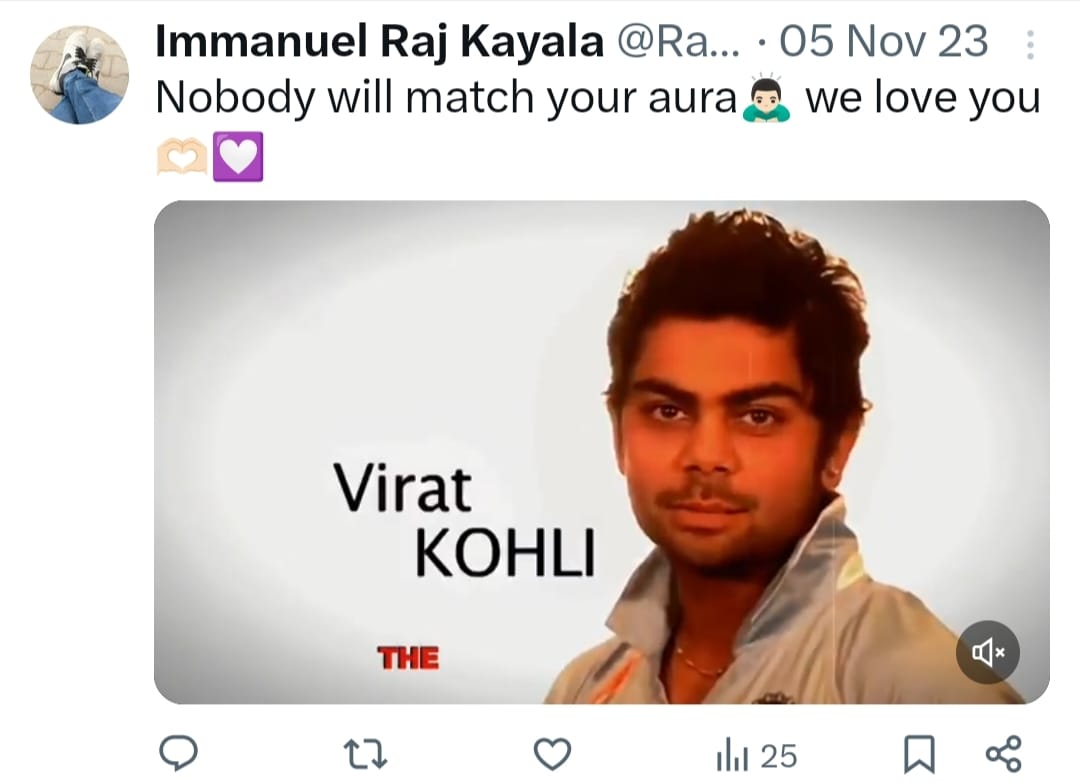 Immanuel Raj Kayala @Ra... · 05 Nov 23
Nobody will match your aura🙇🏻‍♂️ we love you
🫶🏻💟
Virat
KOHLI
THE
25